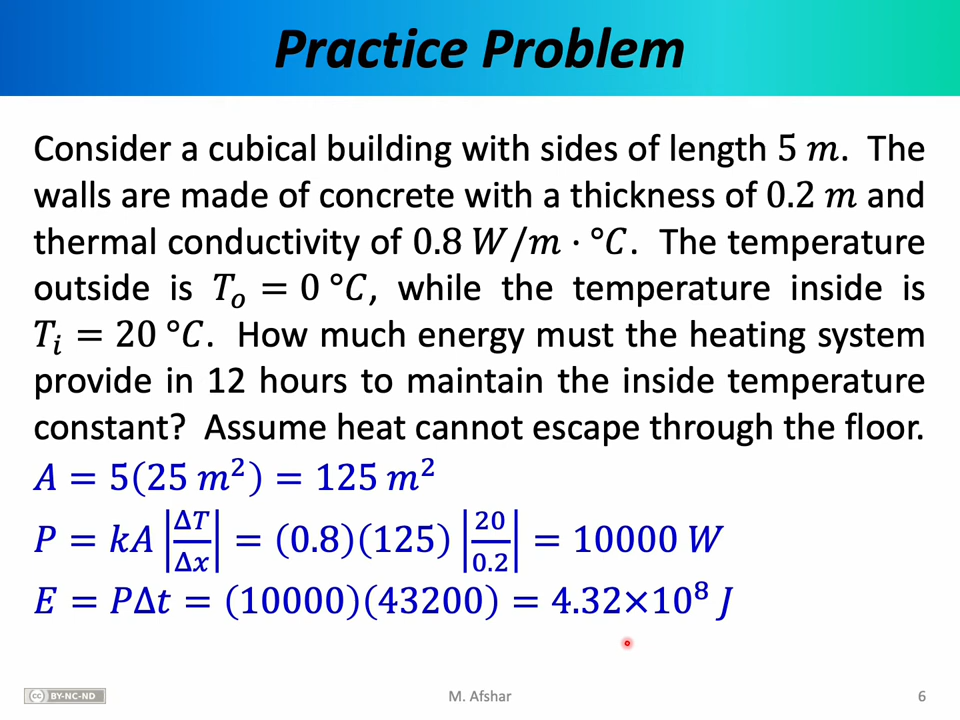 Practice Problem
Consider a cubical building with sides of length 5 m. The
walls are made of concrete with a thickness of 0.2 m and
thermal conductivity of 0.8 W/m · °C. The temperature
outside is Tₒ = 0 °C, while the temperature inside is
Tᵢ = 20 °C. How much energy must the heating system
provide in 12 hours to maintain the inside temperature
constant? Assume heat cannot escape through the floor.
A = 5(25 m²) = 125 m²
P = kA |ΔT/Δx| = (0.8)(125) |20/0.2| = 10000 W
E = PΔt = (10000)(43200) = 4.32×10⁸ J
cc BY-NC-ND
M. Afshar
6